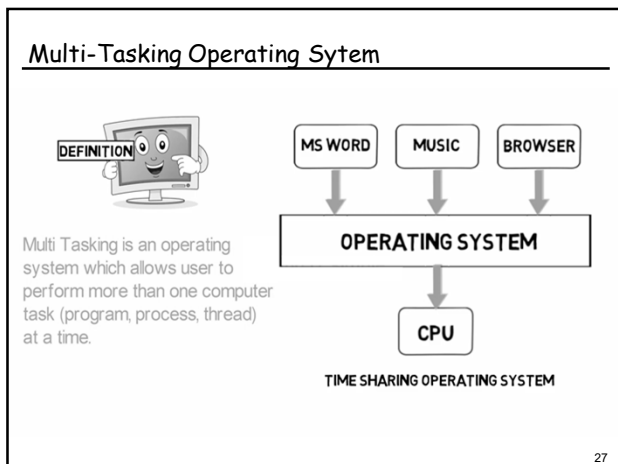 Multi-Tasking Operating Sytem
DEFINITION
Multi Tasking is an operating
system which allows user to
perform more than one computer
task (program, process, thread)
at a time.
MS WORD MUSIC BROWSER
OPERATING SYSTEM
CPU
TIME SHARING OPERATING SYSTEM
27